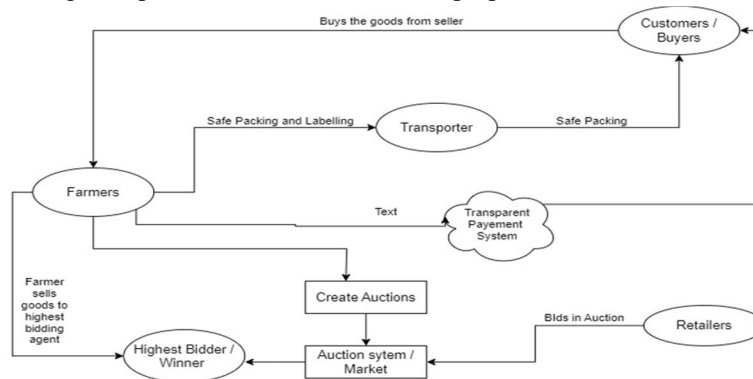 Buys the goods from seller
Customers /
Buyers
Safe Packing and Labelling
Transporter
Safe Packing
Farmers
Text
Transparent
Payement
System
Farmer
sells
goods to
highest
bidding
agent
Create Auctions
BIds in Auction
Retailers
Highest Bidder /
Winner
Auction sytem /
Market